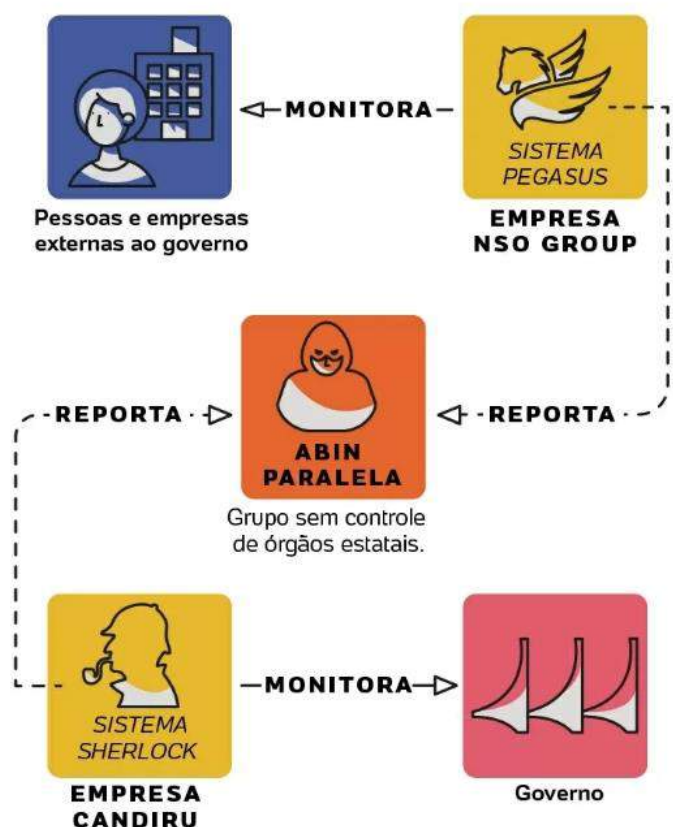 MONITORA
SISTEMA
PEGASUS
Pessoas e empresas
externas ao governo
EMPRESA
NSO GROUP
REPORTA
REPORTA
ABIN
PARALELA
Grupo sem controle
de órgãos estatais.
MONITORA
SISTEMA
SHERLOCK
EMPRESA
CANDIRU
Governo